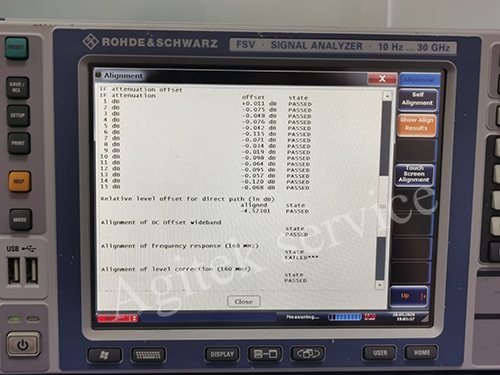 ROHDE & SCHWARZ FSV · SIGNAL ANALYZER · 10 Hz ... 30 GHz
PRESET
SAVE/
RCL
SETUP
PRINT
HELP
MODE
USB
Alignment
IF attenuation offset
IF attenuation offset state
1 dB +0.011 dB PASSED
2 dB -0.075 dB PASSED
3 dB -0.048 dB PASSED
4 dB -0.076 dB PASSED
5 dB -0.042 dB PASSED
6 dB -0.115 dB PASSED
7 dB -0.071 dB PASSED
8 dB -0.034 dB PASSED
9 dB -0.019 dB PASSED
10 dB -0.098 dB PASSED
11 dB -0.064 dB PASSED
12 dB -0.095 dB PASSED
13 dB -0.057 dB PASSED
14 dB -0.120 dB PASSED
15 dB -0.068 dB PASSED
Relative level offset for direct path (in dB)
aligned state
-4.52301 PASSED
Alignment of DC Offset wideband
state
PASSED
Alignment of frequency response (160 MHz)
state
FAILED***
Alignment of level correction (160 MHz)
state
PASSED
Close
Measuring...
Alignment
Self
Alignment
Show Align
Results
Touch
Screen
Alignment
Up
DISPLAY
USER
HOME
Agitek Service